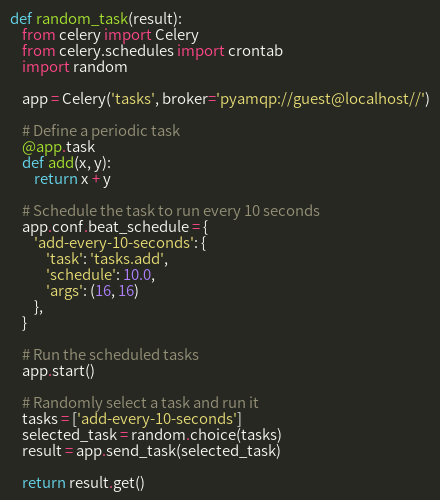 def random_task(result):
from celery import Celery
from celery.schedules import crontab
import random
app = Celery('tasks', broker='pyamqp://guest@localhost//')
# Define a periodic task
@app.task
def add(x, y):
return x + y
# Schedule the task to run every 10 seconds
app.conf.beat_schedule = {
'add-every-10-seconds': {
'task': 'tasks.add',
'schedule': 10.0,
'args': (16, 16)
},
}
# Run the scheduled tasks
app.start()
# Randomly select a task and run it
tasks = ['add-every-10-seconds']
selected_task = random.choice(tasks)
result = app.send_task(selected_task)
return result.get()